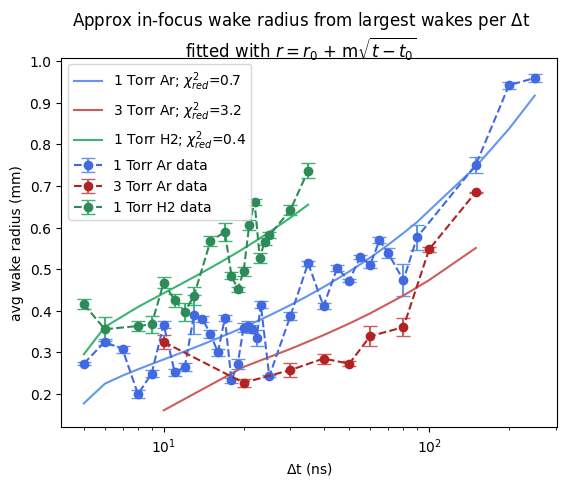 Approx in-focus wake radius from largest wakes per Δt
fitted with r = r₀ + m√(t − t₀)
avg wake radius (mm)
1.0
0.9
0.8
0.7
0.6
0.5
0.4
0.3
0.2
1 Torr Ar; χ²_red=0.7
3 Torr Ar; χ²_red=3.2
1 Torr H2; χ²_red=0.4
1 Torr Ar data
3 Torr Ar data
1 Torr H2 data
10¹
10²
Δt (ns)